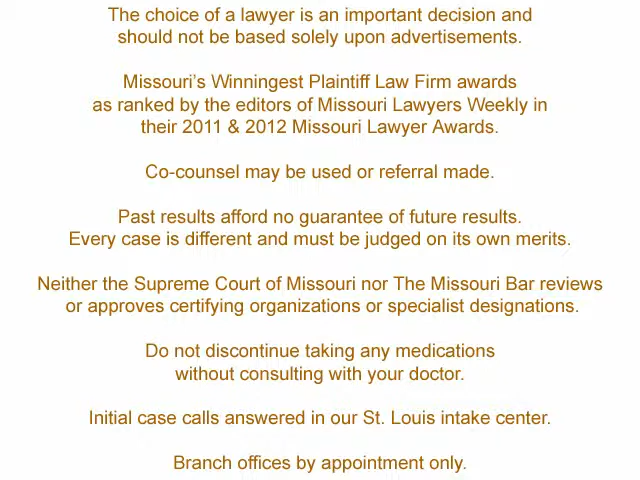 The choice of a lawyer is an important decision and
should not be based solely upon advertisements.
Missouri's Winningest Plaintiff Law Firm awards
as ranked by the editors of Missouri Lawyers Weekly in
their 2011 & 2012 Missouri Lawyer Awards.
Co-counsel may be used or referral made.
Past results afford no guarantee of future results.
Every case is different and must be judged on its own merits.
Neither the Supreme Court of Missouri nor The Missouri Bar reviews
or approves certifying organizations or specialist designations.
Do not discontinue taking any medications
without consulting with your doctor.
Initial case calls answered in our St. Louis intake center.
Branch offices by appointment only.